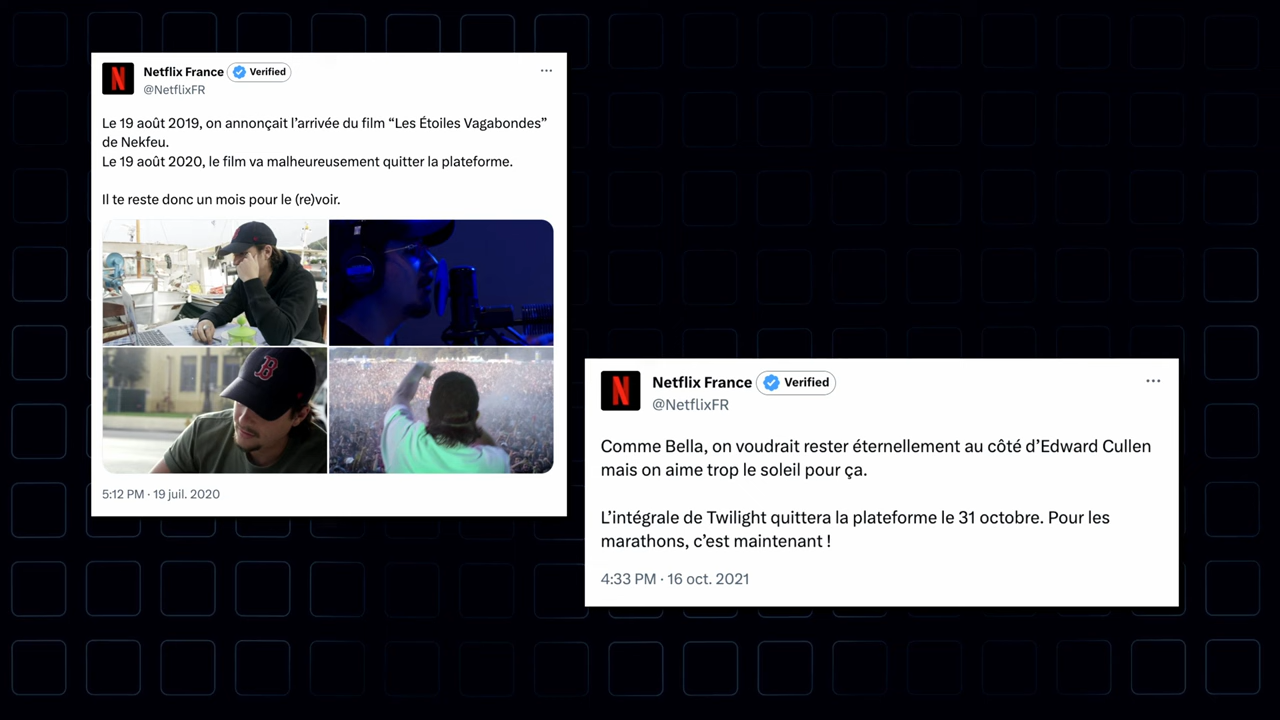 Netflix France Verified
@NetflixFR
Le 19 août 2019, on annonçait l’arrivée du film “Les Étoiles Vagabondes”
de Nekfeu.
Le 19 août 2020, le film va malheureusement quitter la plateforme.
Il te reste donc un mois pour le (re)voir.
B
5:12 PM · 19 juil. 2020
Netflix France Verified
@NetflixFR
Comme Bella, on voudrait rester éternellement au côté d’Edward Cullen
mais on aime trop le soleil pour ça.
L’intégrale de Twilight quittera la plateforme le 31 octobre. Pour les
marathons, c’est maintenant !
4:33 PM · 16 oct. 2021